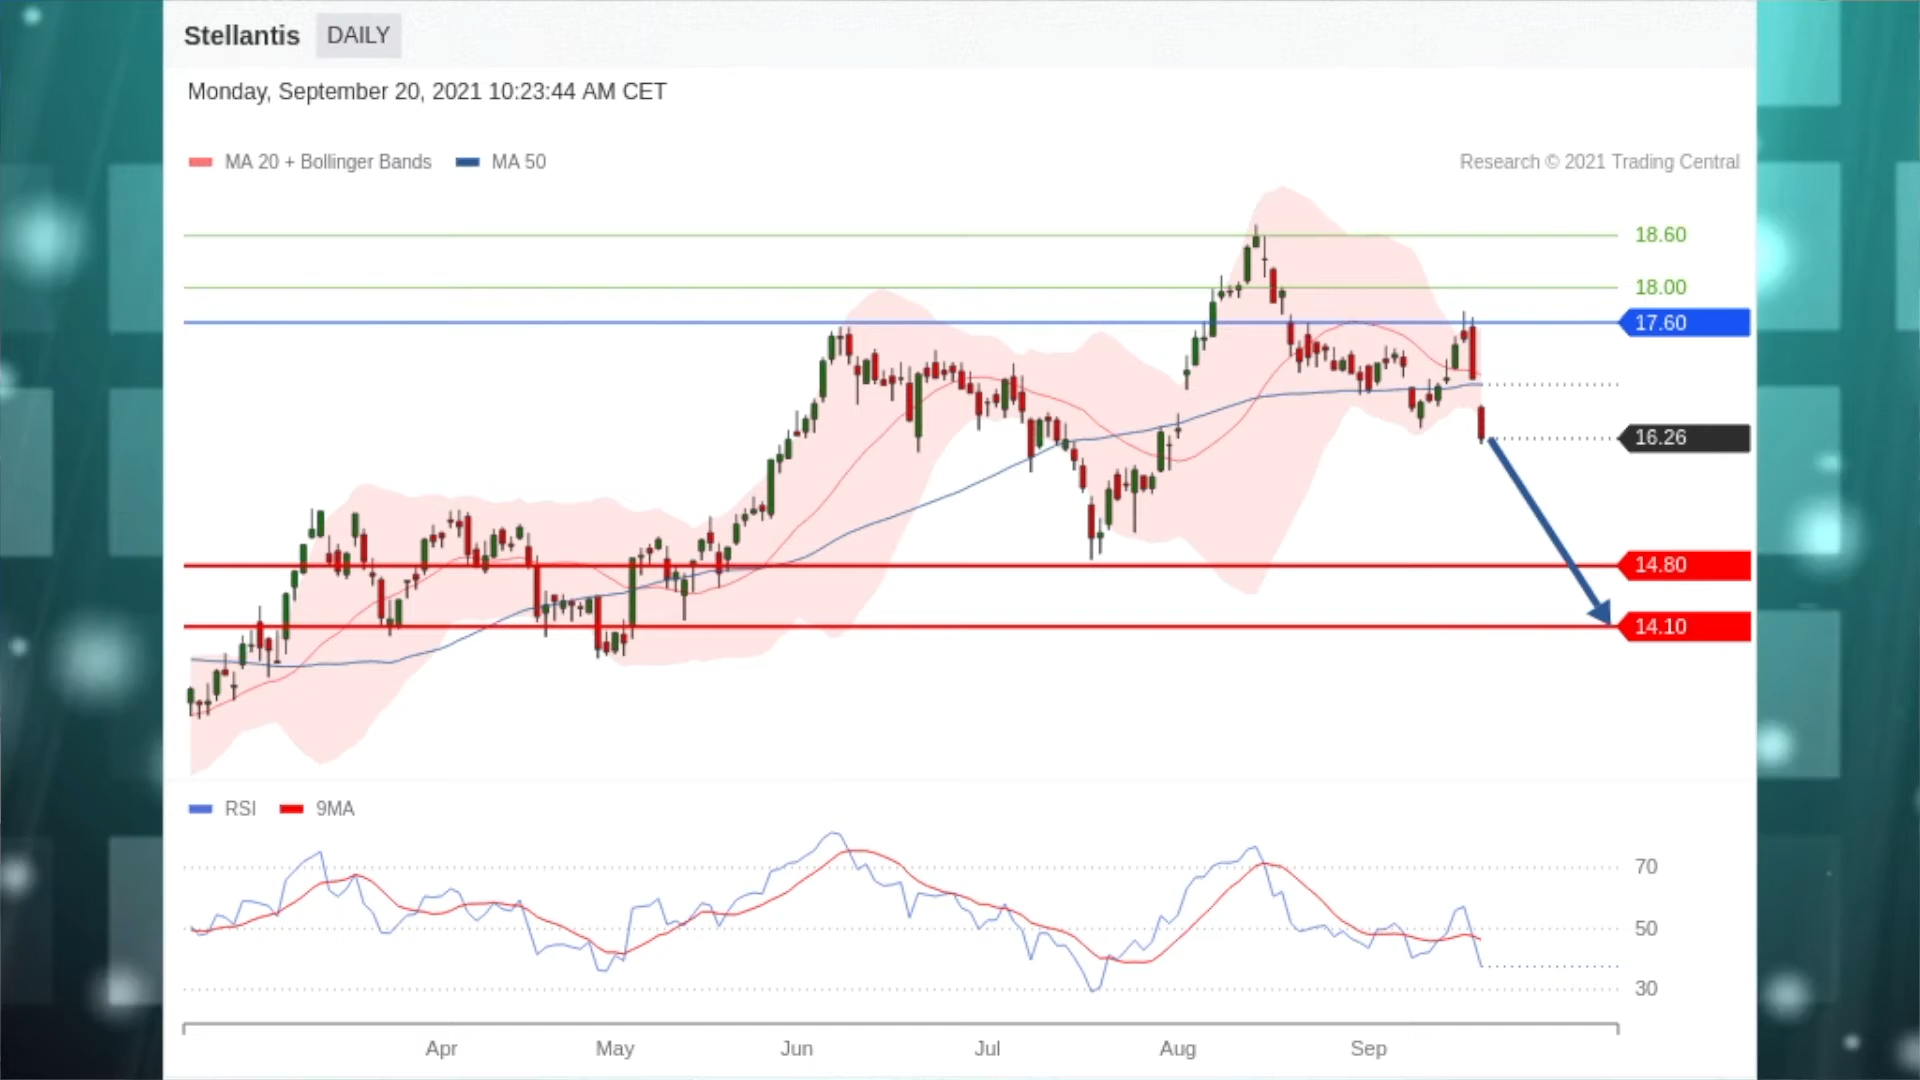 Stellantis DAILY
Monday, September 20, 2021 10:23:44 AM CET
MA 20 + Bollinger Bands MA 50
Research © 2021 Trading Central
18.60
18.00
17.60
16.26
14.80
14.10
RSI 9MA
70
50
30
Apr May Jun Jul Aug Sep